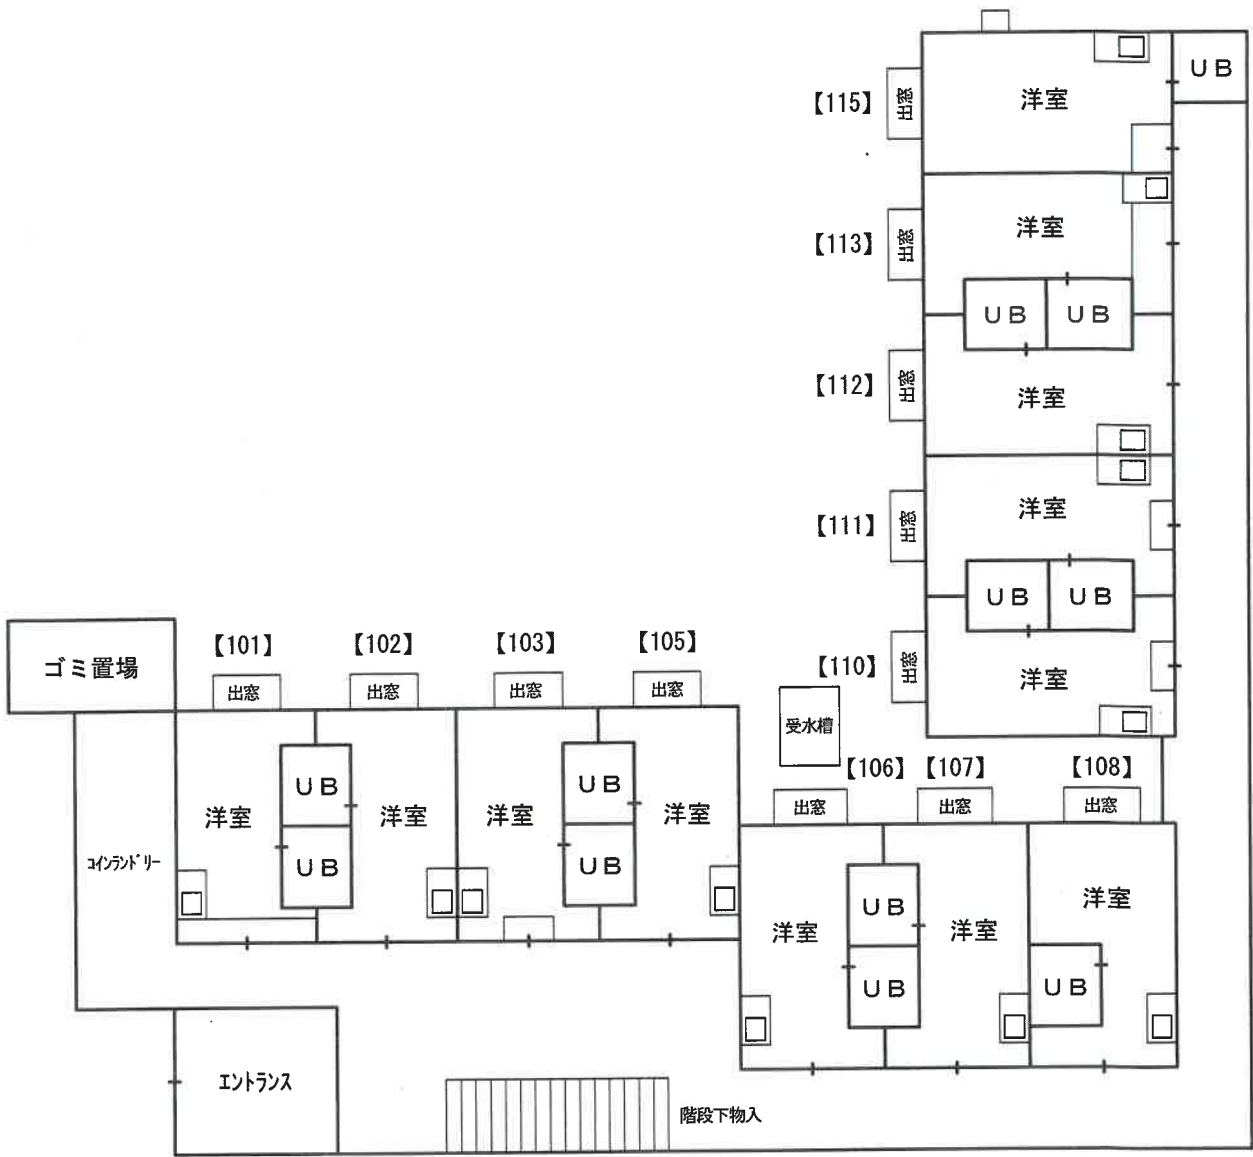 UB
【115】
出窓
洋室
【113】
出窓
洋室
UB
UB
【112】
出窓
洋室
【111】
出窓
洋室
UB
UB
【110】
出窓
洋室
ゴミ置場
【101】
【102】
【103】
【105】
出窓
出窓
出窓
出窓
受水槽
【106】
【107】
【108】
出窓
出窓
出窓
コインランドリー
洋室
UB
UB
洋室
洋室
UB
UB
洋室
洋室
UB
UB
洋室
洋室
UB
エントランス
階段下物入